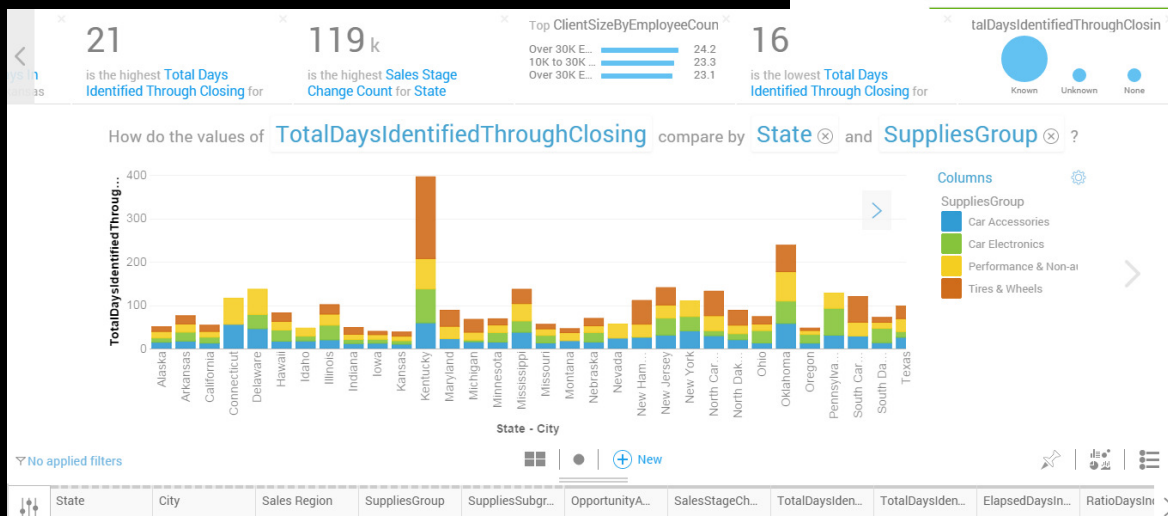 21
is the highest Total Days
Identified Through Closing for
119 k
is the highest Sales Stage
Change Count for State
Top ClientSizeByEmployeeCoun
Over 30K E... 24.2
10K to 30K ... 23.3
Over 30K E... 23.1
16
is the lowest Total Days
Identified Through Closing for
talDaysIdentifiedThroughClosin
Known Unknown None
How do the values of TotalDaysIdentifiedThroughClosing compare by State and SuppliesGroup ?
TotalDaysIdentifiedThroug...
400
300
200
100
0
Alaska
Arkansas
California
Connecticut
Delaware
Hawaii
Idaho
Illinois
Indiana
Iowa
Kansas
Kentucky
Maryland
Michigan
Minnesota
Mississippi
Missouri
Montana
Nebraska
Nevada
New Ham...
New Jersey
New York
North Car...
North Dak...
Ohio
Oklahoma
Oregon
Pennsylva...
South Car...
South Da...
Texas
State - City
Columns
SuppliesGroup
Car Accessories
Car Electronics
Performance & Non-au
Tires & Wheels
No applied filters
New
State City Sales Region SuppliesGroup SuppliesSubgr... OpportunityA... SalesStageCh... TotalDaysIden... TotalDaysIden... ElapsedDaysIn... RatioDaysInd